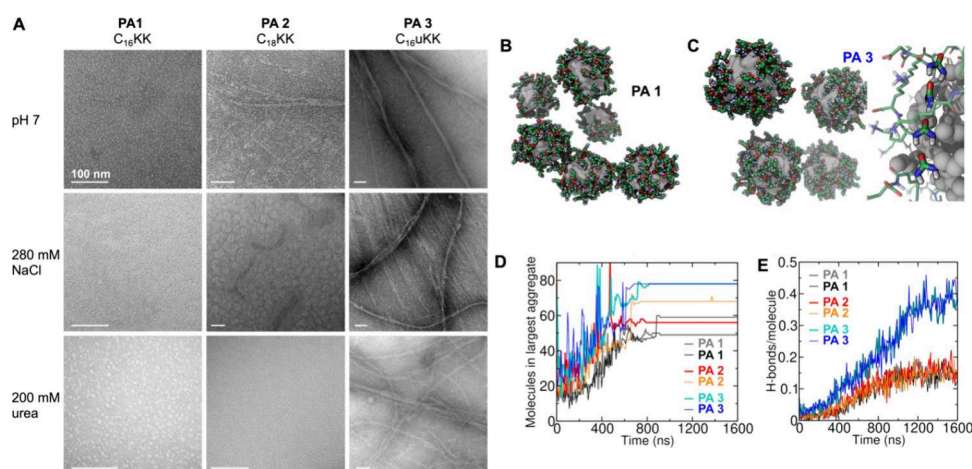 A
PA1
C16KK
PA 2
C18KK
PA 3
C16uKK
pH 7
100 nm
280 mM
NaCl
200 mM
urea
B
PA 1
C
PA 3
D
Molecules in largest aggregate
100
80
60
40
20
0
0 400 800 1200 1600
Time (ns)
PA 1
PA 1
PA 2
PA 2
PA 3
PA 3
E
H-bonds/molecule
0.5
0.4
0.3
0.2
0.1
0
0 400 800 1200 1600
Time (ns)
PA 1
PA 1
PA 2
PA 2
PA 3
PA 3